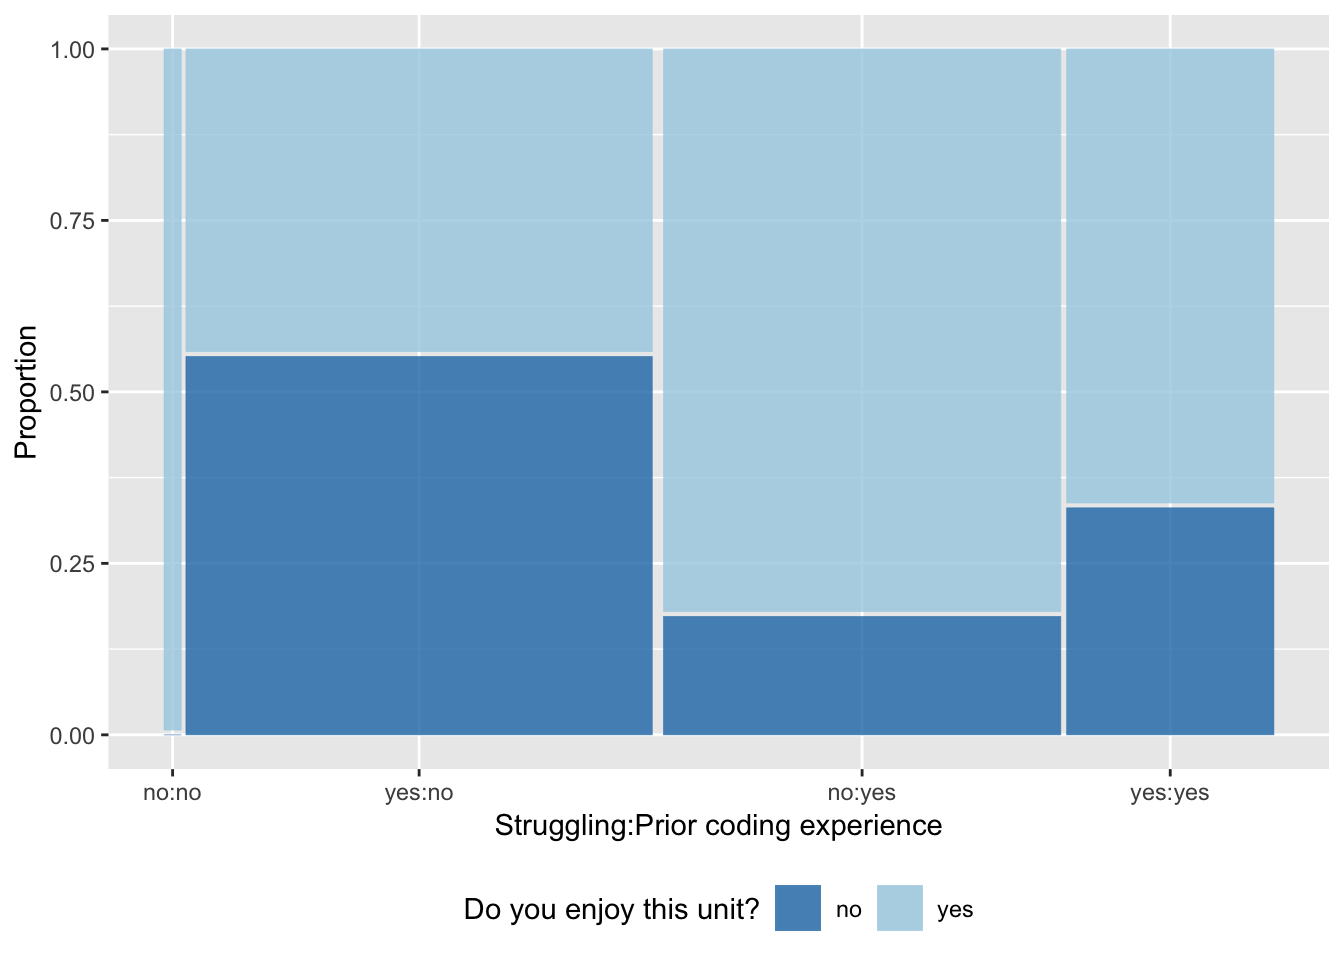 1.00
0.75
0.50
0.25
0.00
Proportion
no:no yes:no no:yes yes:yes
Struggling:Prior coding experience
Do you enjoy this unit? no yes